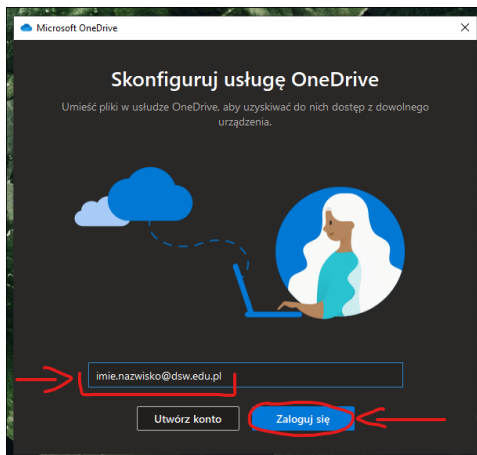 Microsoft OneDrive
Skonfiguruj usługę OneDrive
Umieść pliki w usłudze OneDrive, aby uzyskiwać do nich dostęp z dowolnego
urządzenia.
imie.nazwisko@dsw.edu.pl
Utwórz konto
Zaloguj się